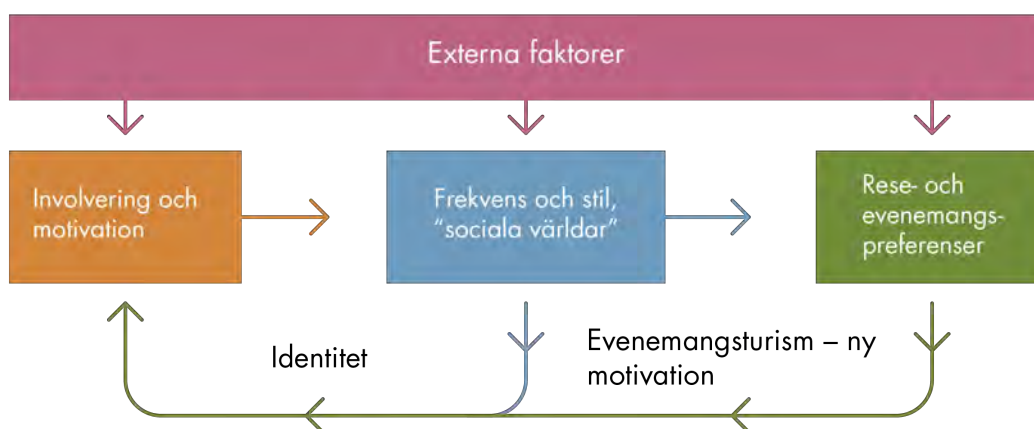 Externa faktorer
Involvering och
motivation
Frekvens och stil,
“sociala världar”
Rese- och
evenemangs-
preferenser
Identitet
Evenemangsturism – ny
motivation